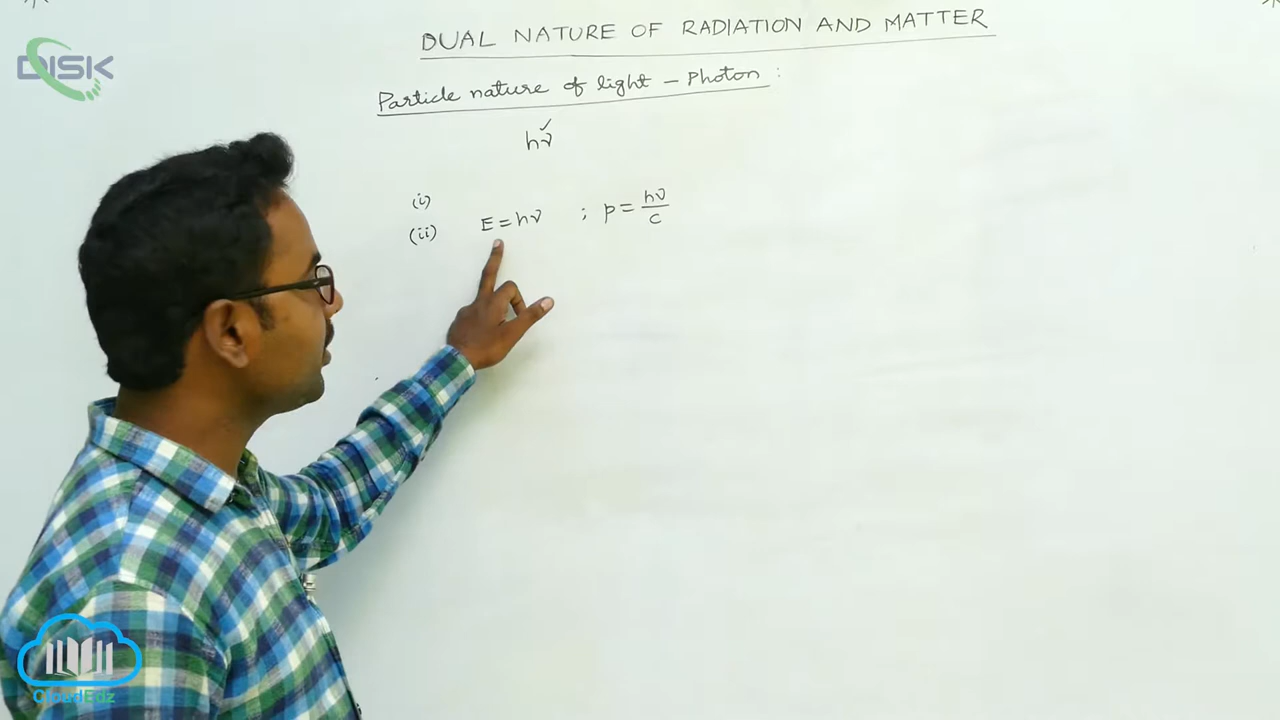 DUAL NATURE OF RADIATION AND MATTER
DISK
Particle nature of light – Photon :
hν
(i)
(ii) E = hν ; p = hν/c
CloudEdz